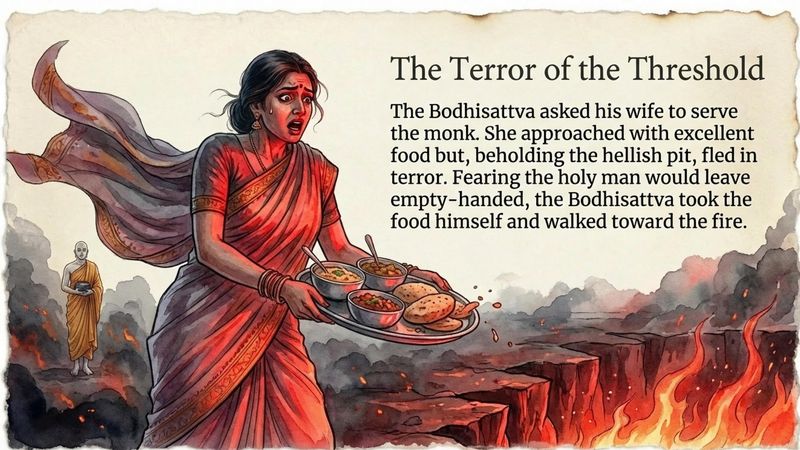 The Terror of the Threshold
The Bodhisattva asked his wife to serve
the monk. She approached with excellent
food but, beholding the hellish pit, fled in
terror. Fearing the holy man would leave
empty-handed, the Bodhisattva took the
food himself and walked toward the fire.